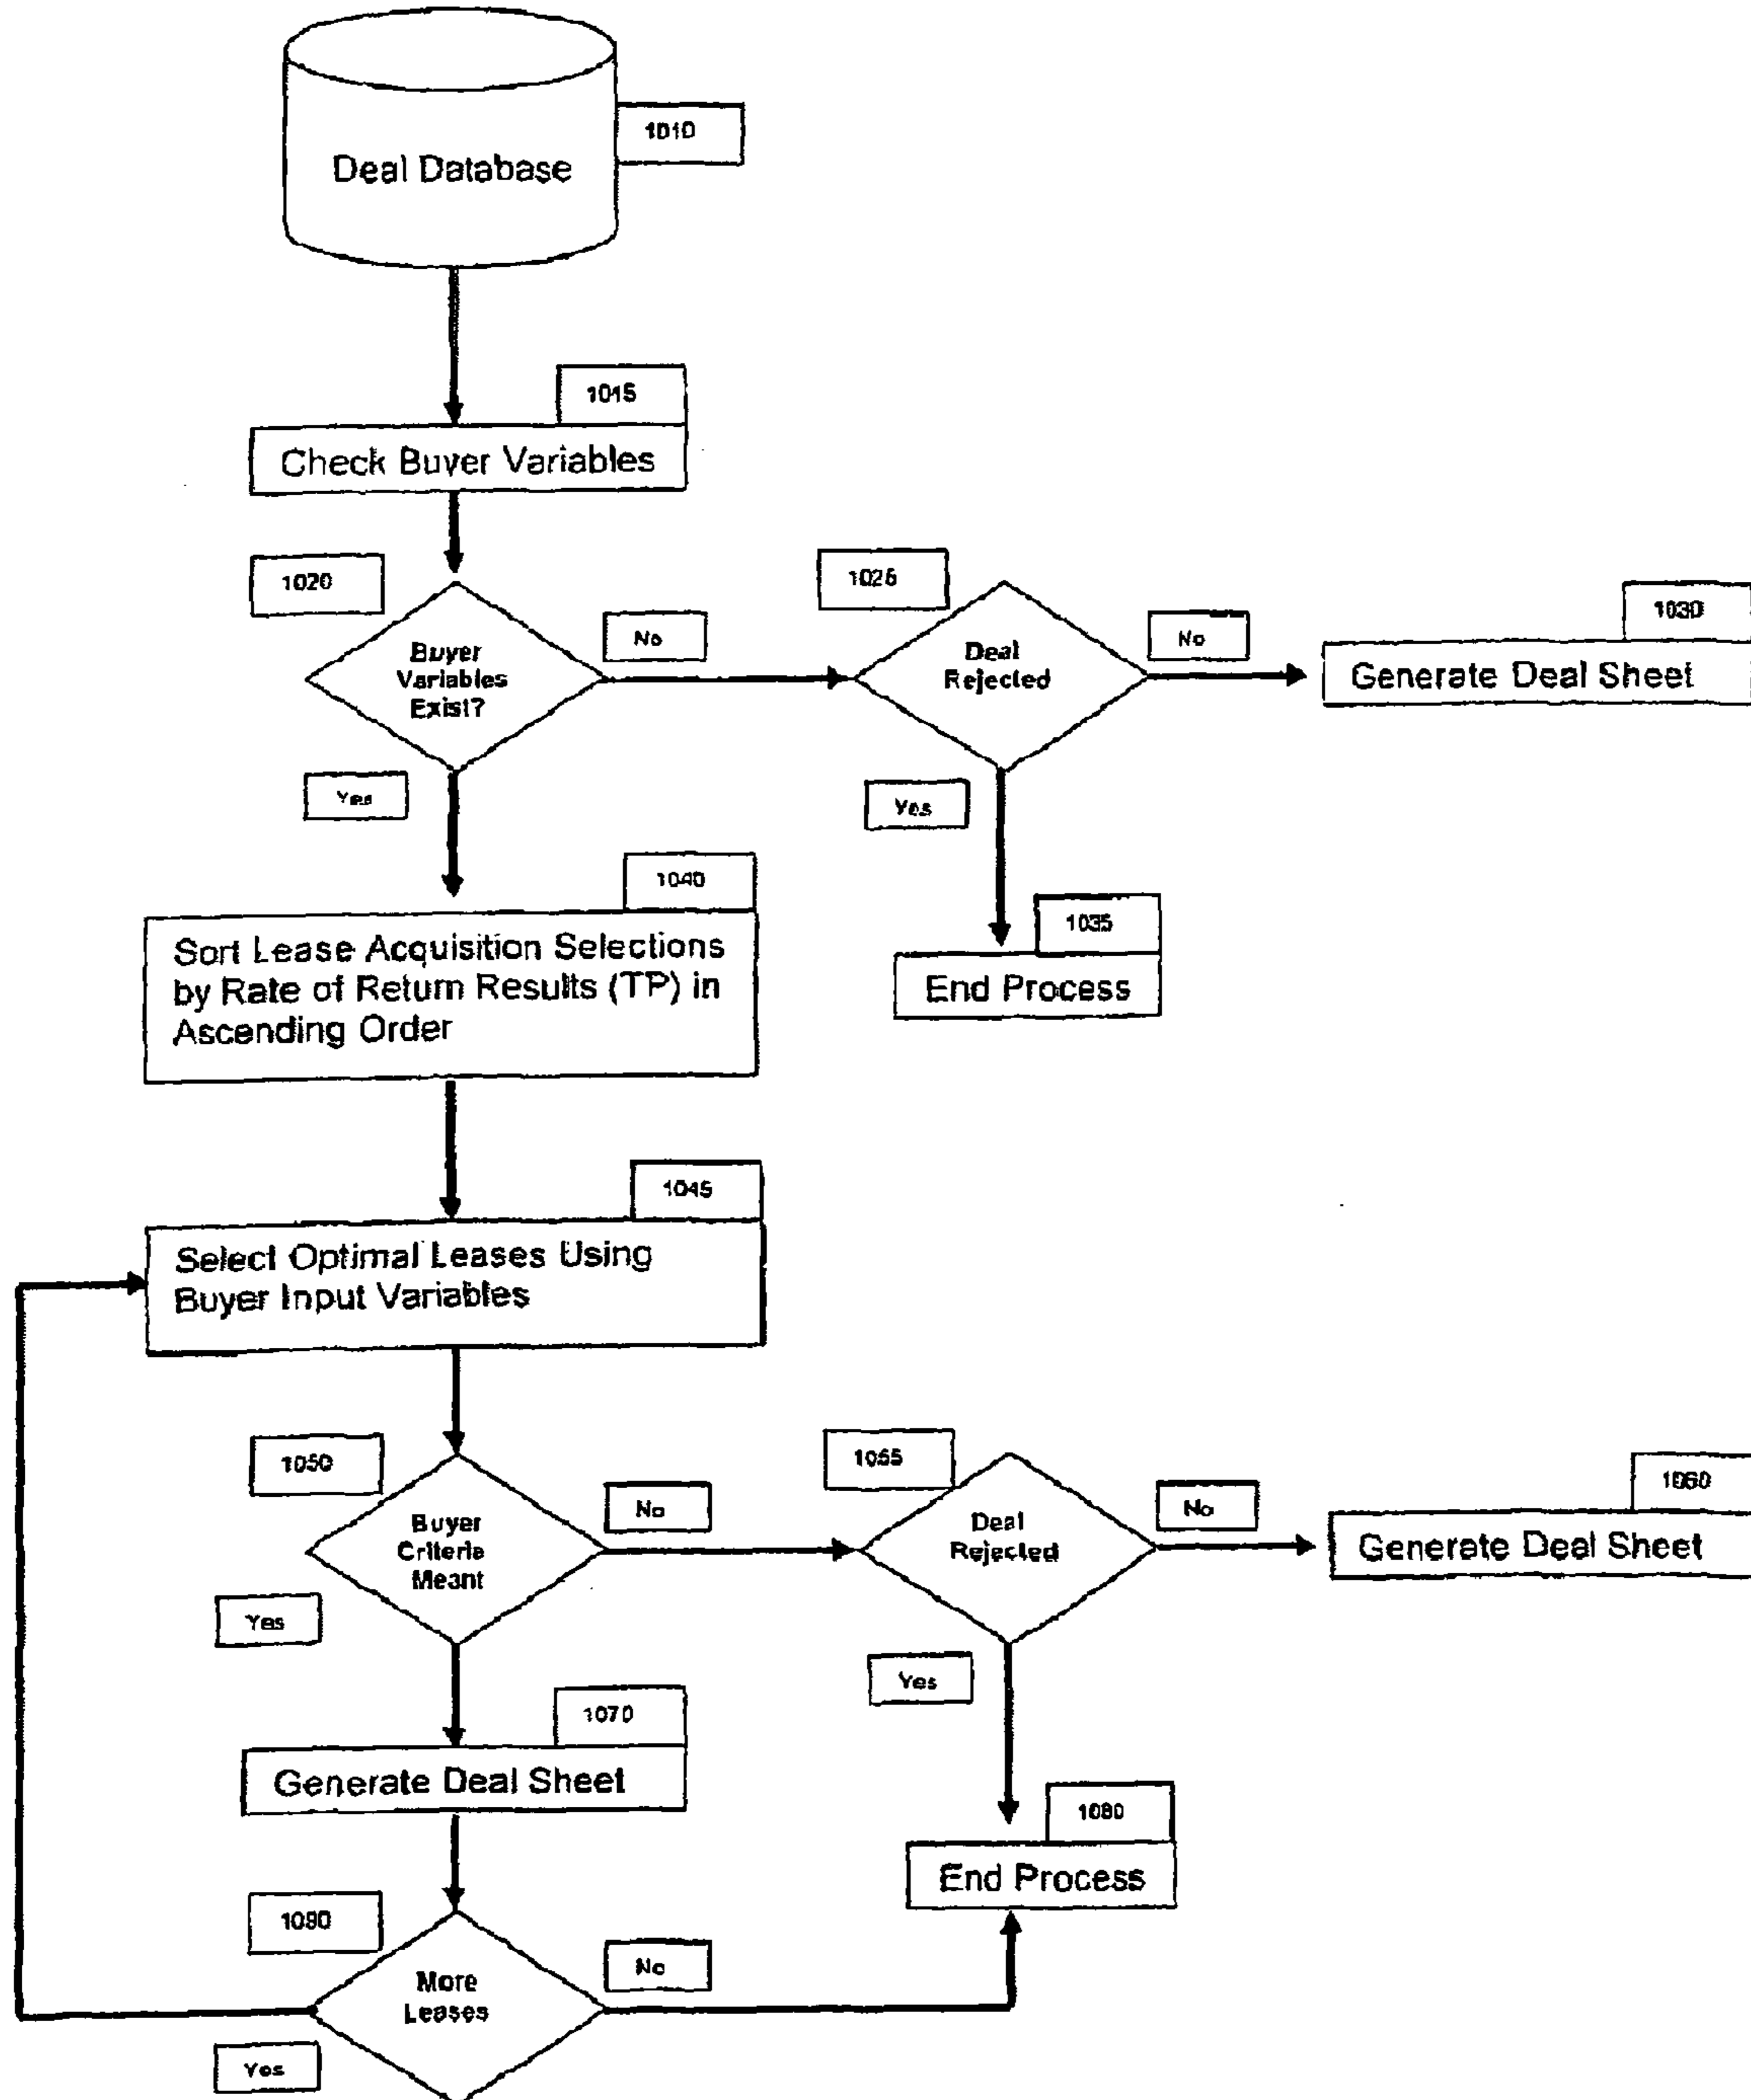 1010
Deal Database
1015
Check Buyer Variables
1020
Buyer
Variables
Exist?
No
1025
Deal
Rejected
No
1030
Generate Deal Sheet
Yes
Yes
1040
Sort Lease Acquisition Selections
by Rate of Return Results (TP) in
Ascending Order
1035
End Process
1045
Select Optimal Leases Using
Buyer Input Variables
1050
Buyer
Criteria
Meant
No
1055
Deal
Rejected
No
1060
Generate Deal Sheet
Yes
Yes
1070
Generate Deal Sheet
1080
End Process
1090
More
Leases
No
Yes